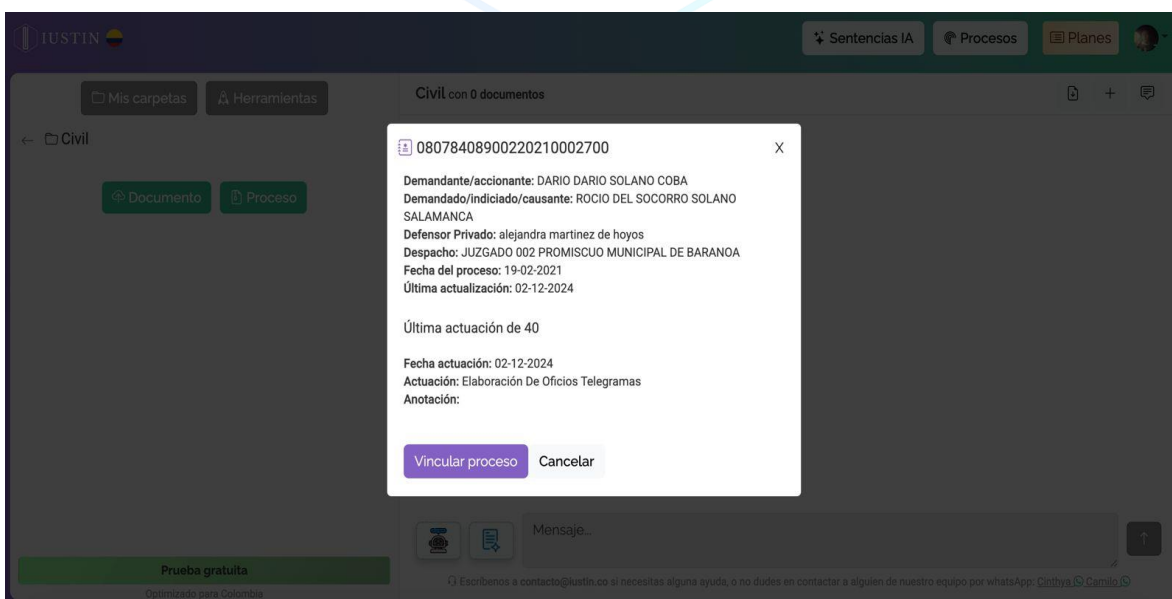 IUSTIN
Sentencias IA
Procesos
Planes
Mis carpetas
Herramientas
Civil con 0 documentos
← Civil
Documento
Proceso
08078408900220210002700
X
Demandante/accionante: DARIO DARIO SOLANO COBA
Demandado/indiciado/causante: ROCIO DEL SOCORRO SOLANO
SALAMANCA
Defensor Privado: alejandra martinez de hoyos
Despacho: JUZGADO 002 PROMISCUO MUNICIPAL DE BARANOA
Fecha del proceso: 19-02-2021
Última actualización: 02-12-2024
Última actuación de 40
Fecha actuación: 02-12-2024
Actuación: Elaboración De Oficios Telegramas
Anotación:
Vincular proceso
Cancelar
Mensaje...
Prueba gratuita
Optimizado para Colombia
Escríbenos a contacto@iustin.co si necesitas alguna ayuda, o no dudes en contactar a alguien de nuestro equipo por whatsApp: Cinthya Camilo